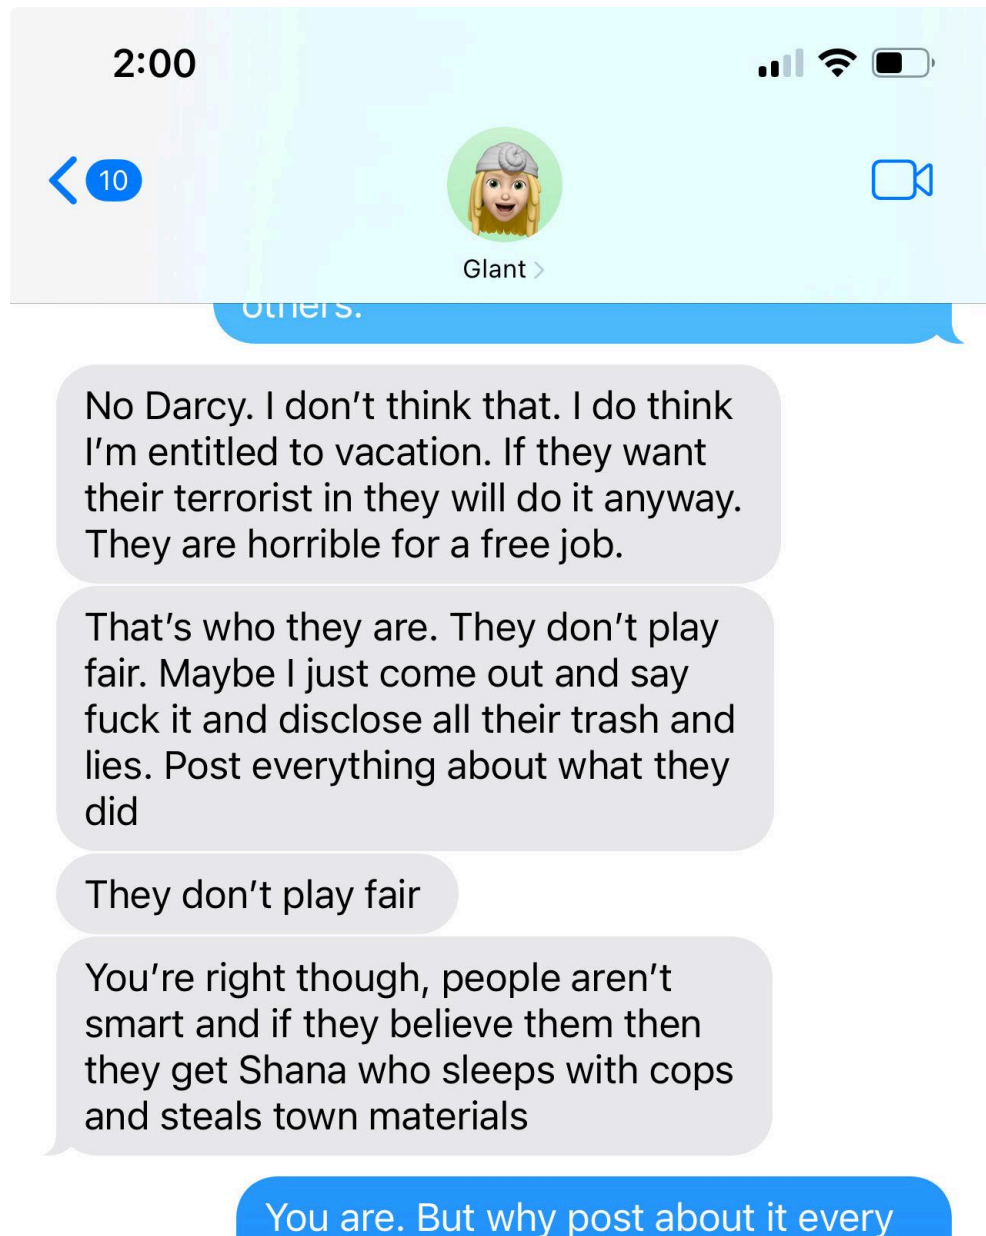 2:00
10
Glant
others.
No Darcy. I don’t think that. I do think
I’m entitled to vacation. If they want
their terrorist in they will do it anyway.
They are horrible for a free job.
That’s who they are. They don’t play
fair. Maybe I just come out and say
fuck it and disclose all their trash and
lies. Post everything about what they
did
They don’t play fair
You’re right though, people aren’t
smart and if they believe them then
they get Shana who sleeps with cops
and steals town materials
You are. But why post about it every